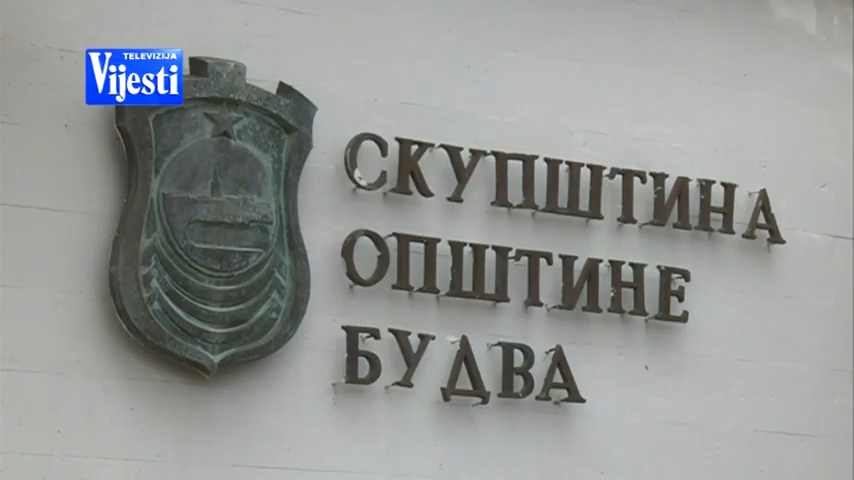 TELEVIZIJA
Vijesti
СКУПШТИНА
ОПШТИНЕ
БУДВА